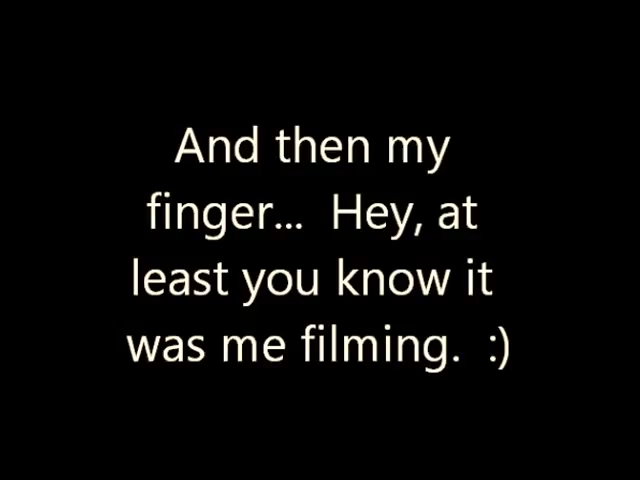 And then my
finger...  Hey, at
least you know it
was me filming.  :)